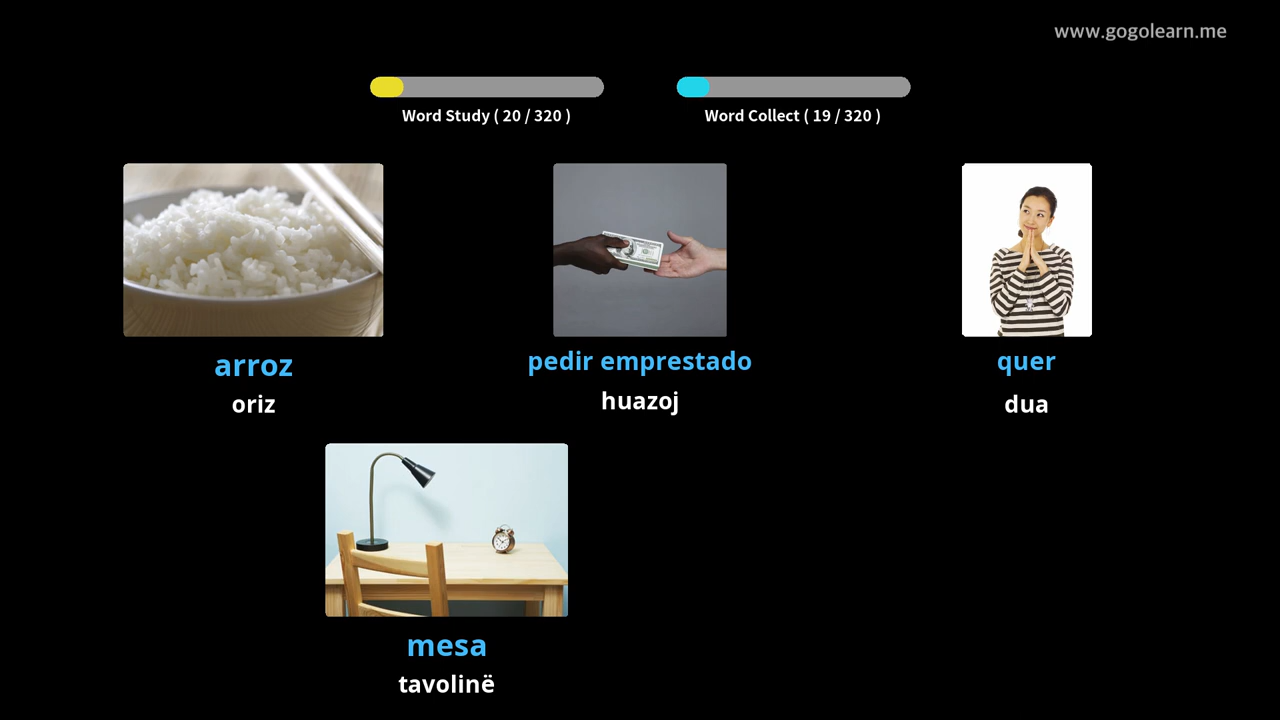 www.gogolearn.me
Word Study ( 20 / 320 )
Word Collect ( 19 / 320 )
arroz
oriz
pedir emprestado
huazoj
quer
dua
mesa
tavolinë